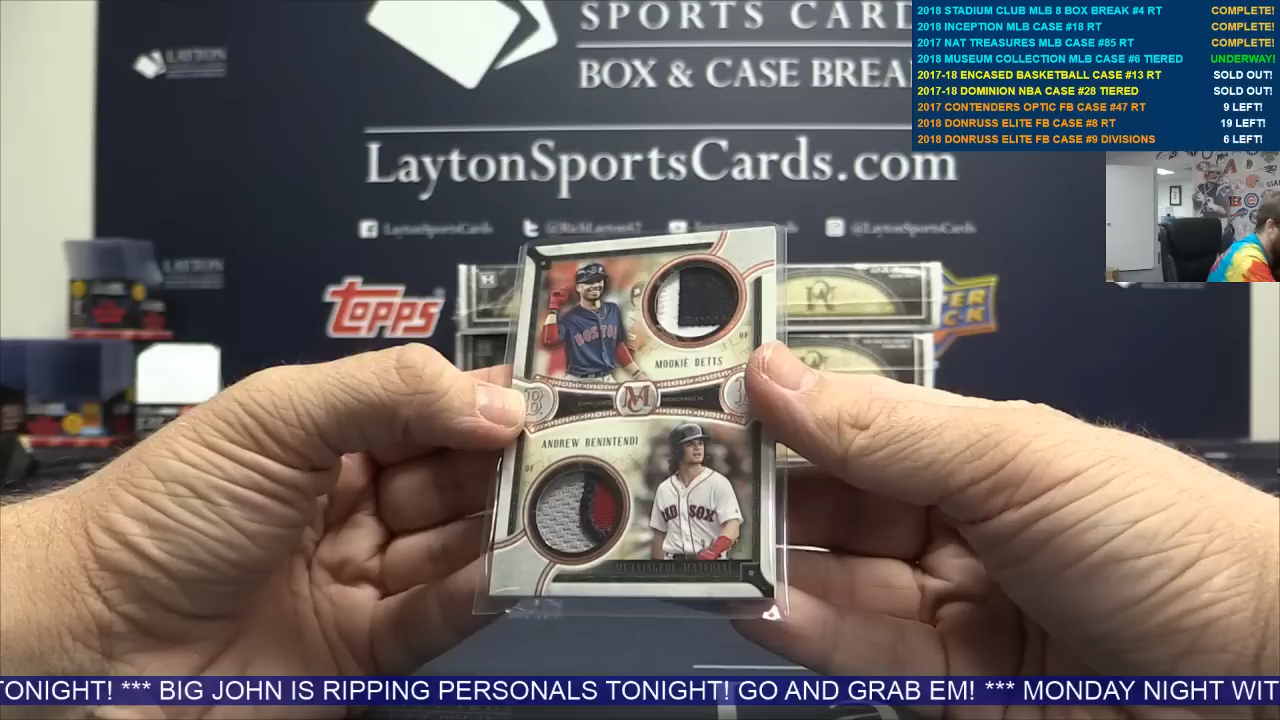 2018 STADIUM CLUB MLB 8 BOX BREAK #4 RT COMPLETE!
2018 INCEPTION MLB CASE #18 RT COMPLETE!
2017 NAT TREASURES MLB CASE #85 RT COMPLETE!
2018 MUSEUM COLLECTION MLB CASE #6 TIERED UNDERWAY!
2017-18 ENCASED BASKETBALL CASE #13 RT SOLD OUT!
2017-18 DOMINION NBA CASE #28 TIERED SOLD OUT!
2017 CONTENDERS OPTIC FB CASE #47 RT 9 LEFT!
2018 DONRUSS ELITE FB CASE #8 RT 19 LEFT!
2018 DONRUSS ELITE FB CASE #9 DIVISIONS 6 LEFT!
LAYTON
SPORTS CARD
BOX & CASE BREA
LaytonSportsCards.com
LaytonSportsCards
@LaytonSportsCards
LAYTON
TOPPS
BOSTON
OF
MOOKIE BETTS
B
MC
ANDREW BENINTENDI
OF
RED SOX
MEANINGFUL MATERIAL
TONIGHT! *** BIG JOHN IS RIPPING PERSONALS TONIGHT! GO AND GRAB EM! *** MONDAY NIGHT WIT